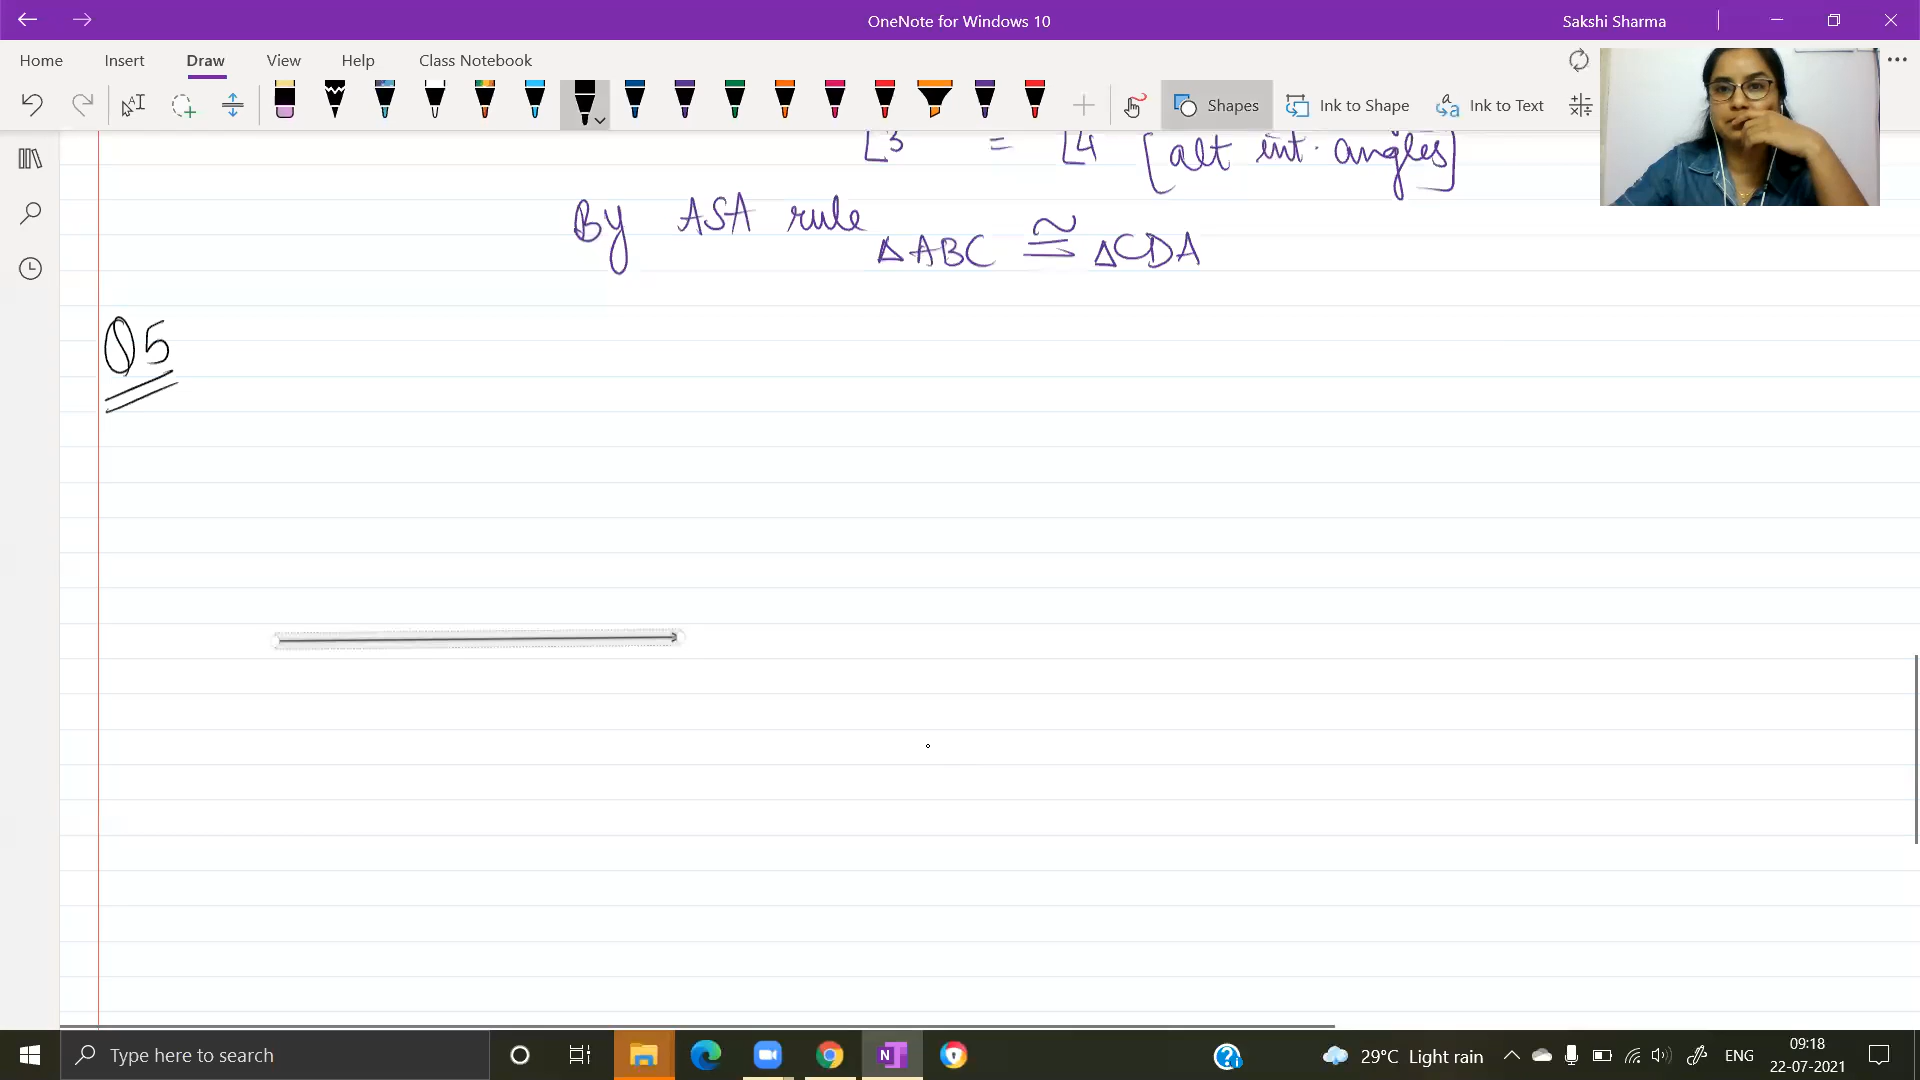 OneNote for Windows 10
Sakshi Sharma
Home Insert Draw View Help Class Notebook
Shapes Ink to Shape Ink to Text
∠3 = ∠4 [alt int. angles]
By ASA rule
△ABC ≅ △CDA
Q5
Type here to search
29°C Light rain
ENG
09:18
22-07-2021